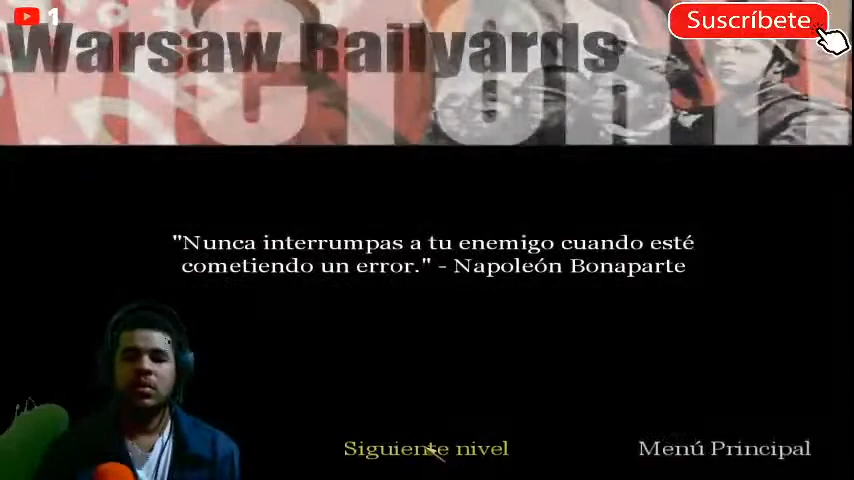 1
Suscríbete
Warsaw Railyards
VICTORY!
"Nunca interrumpas a tu enemigo cuando esté
cometiendo un error." - Napoleón Bonaparte
Siguiente nivel
Menú Principal